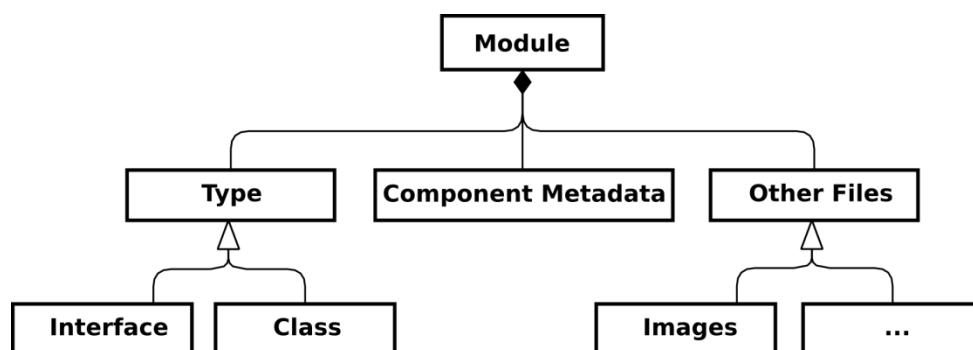 Module
Type
Component Metadata
Other Files
Interface
Class
Images
...